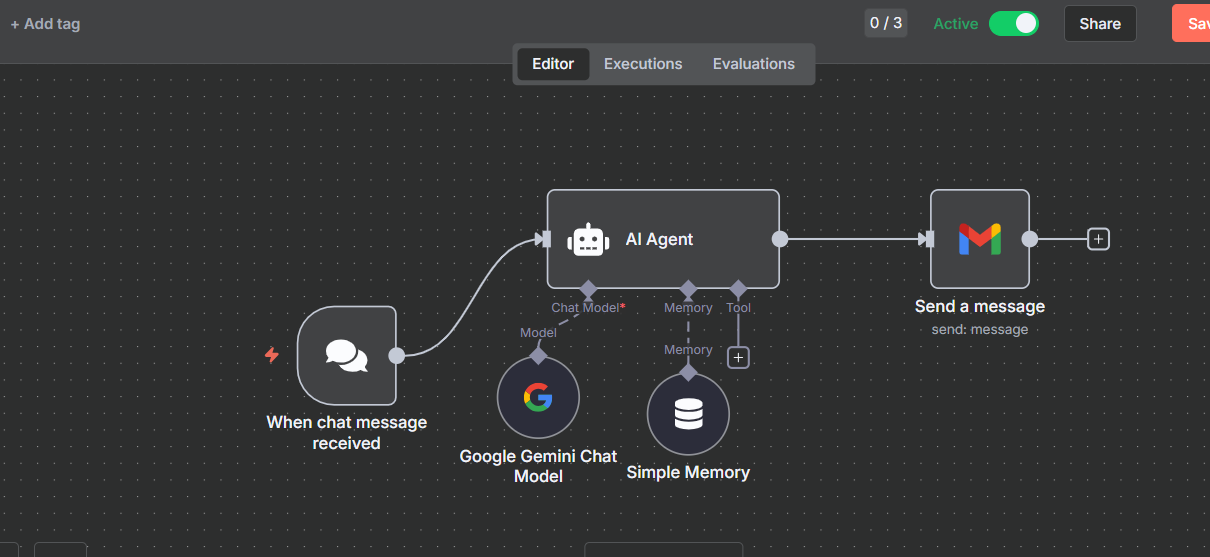 + Add tag
0 / 3
Active
Share
Sav
Editor
Executions
Evaluations
AI Agent
Chat Model*
Memory
Tool
Model
Memory
+
+
Send a message
send: message
When chat message
received
Google Gemini Chat
Model
Simple Memory